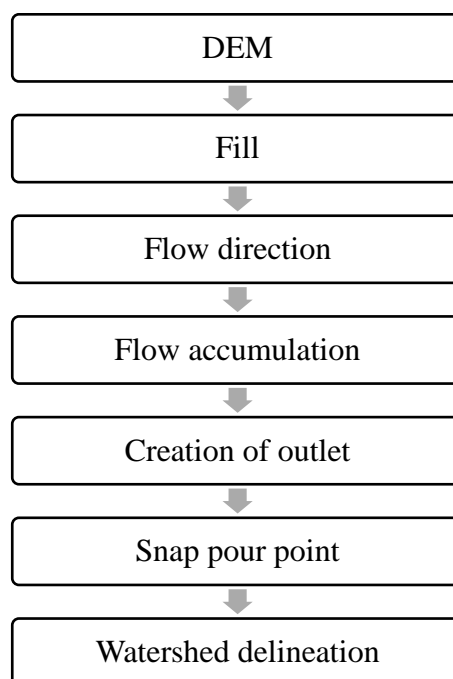 DEM
Fill
Flow direction
Flow accumulation
Creation of outlet
Snap pour point
Watershed delineation